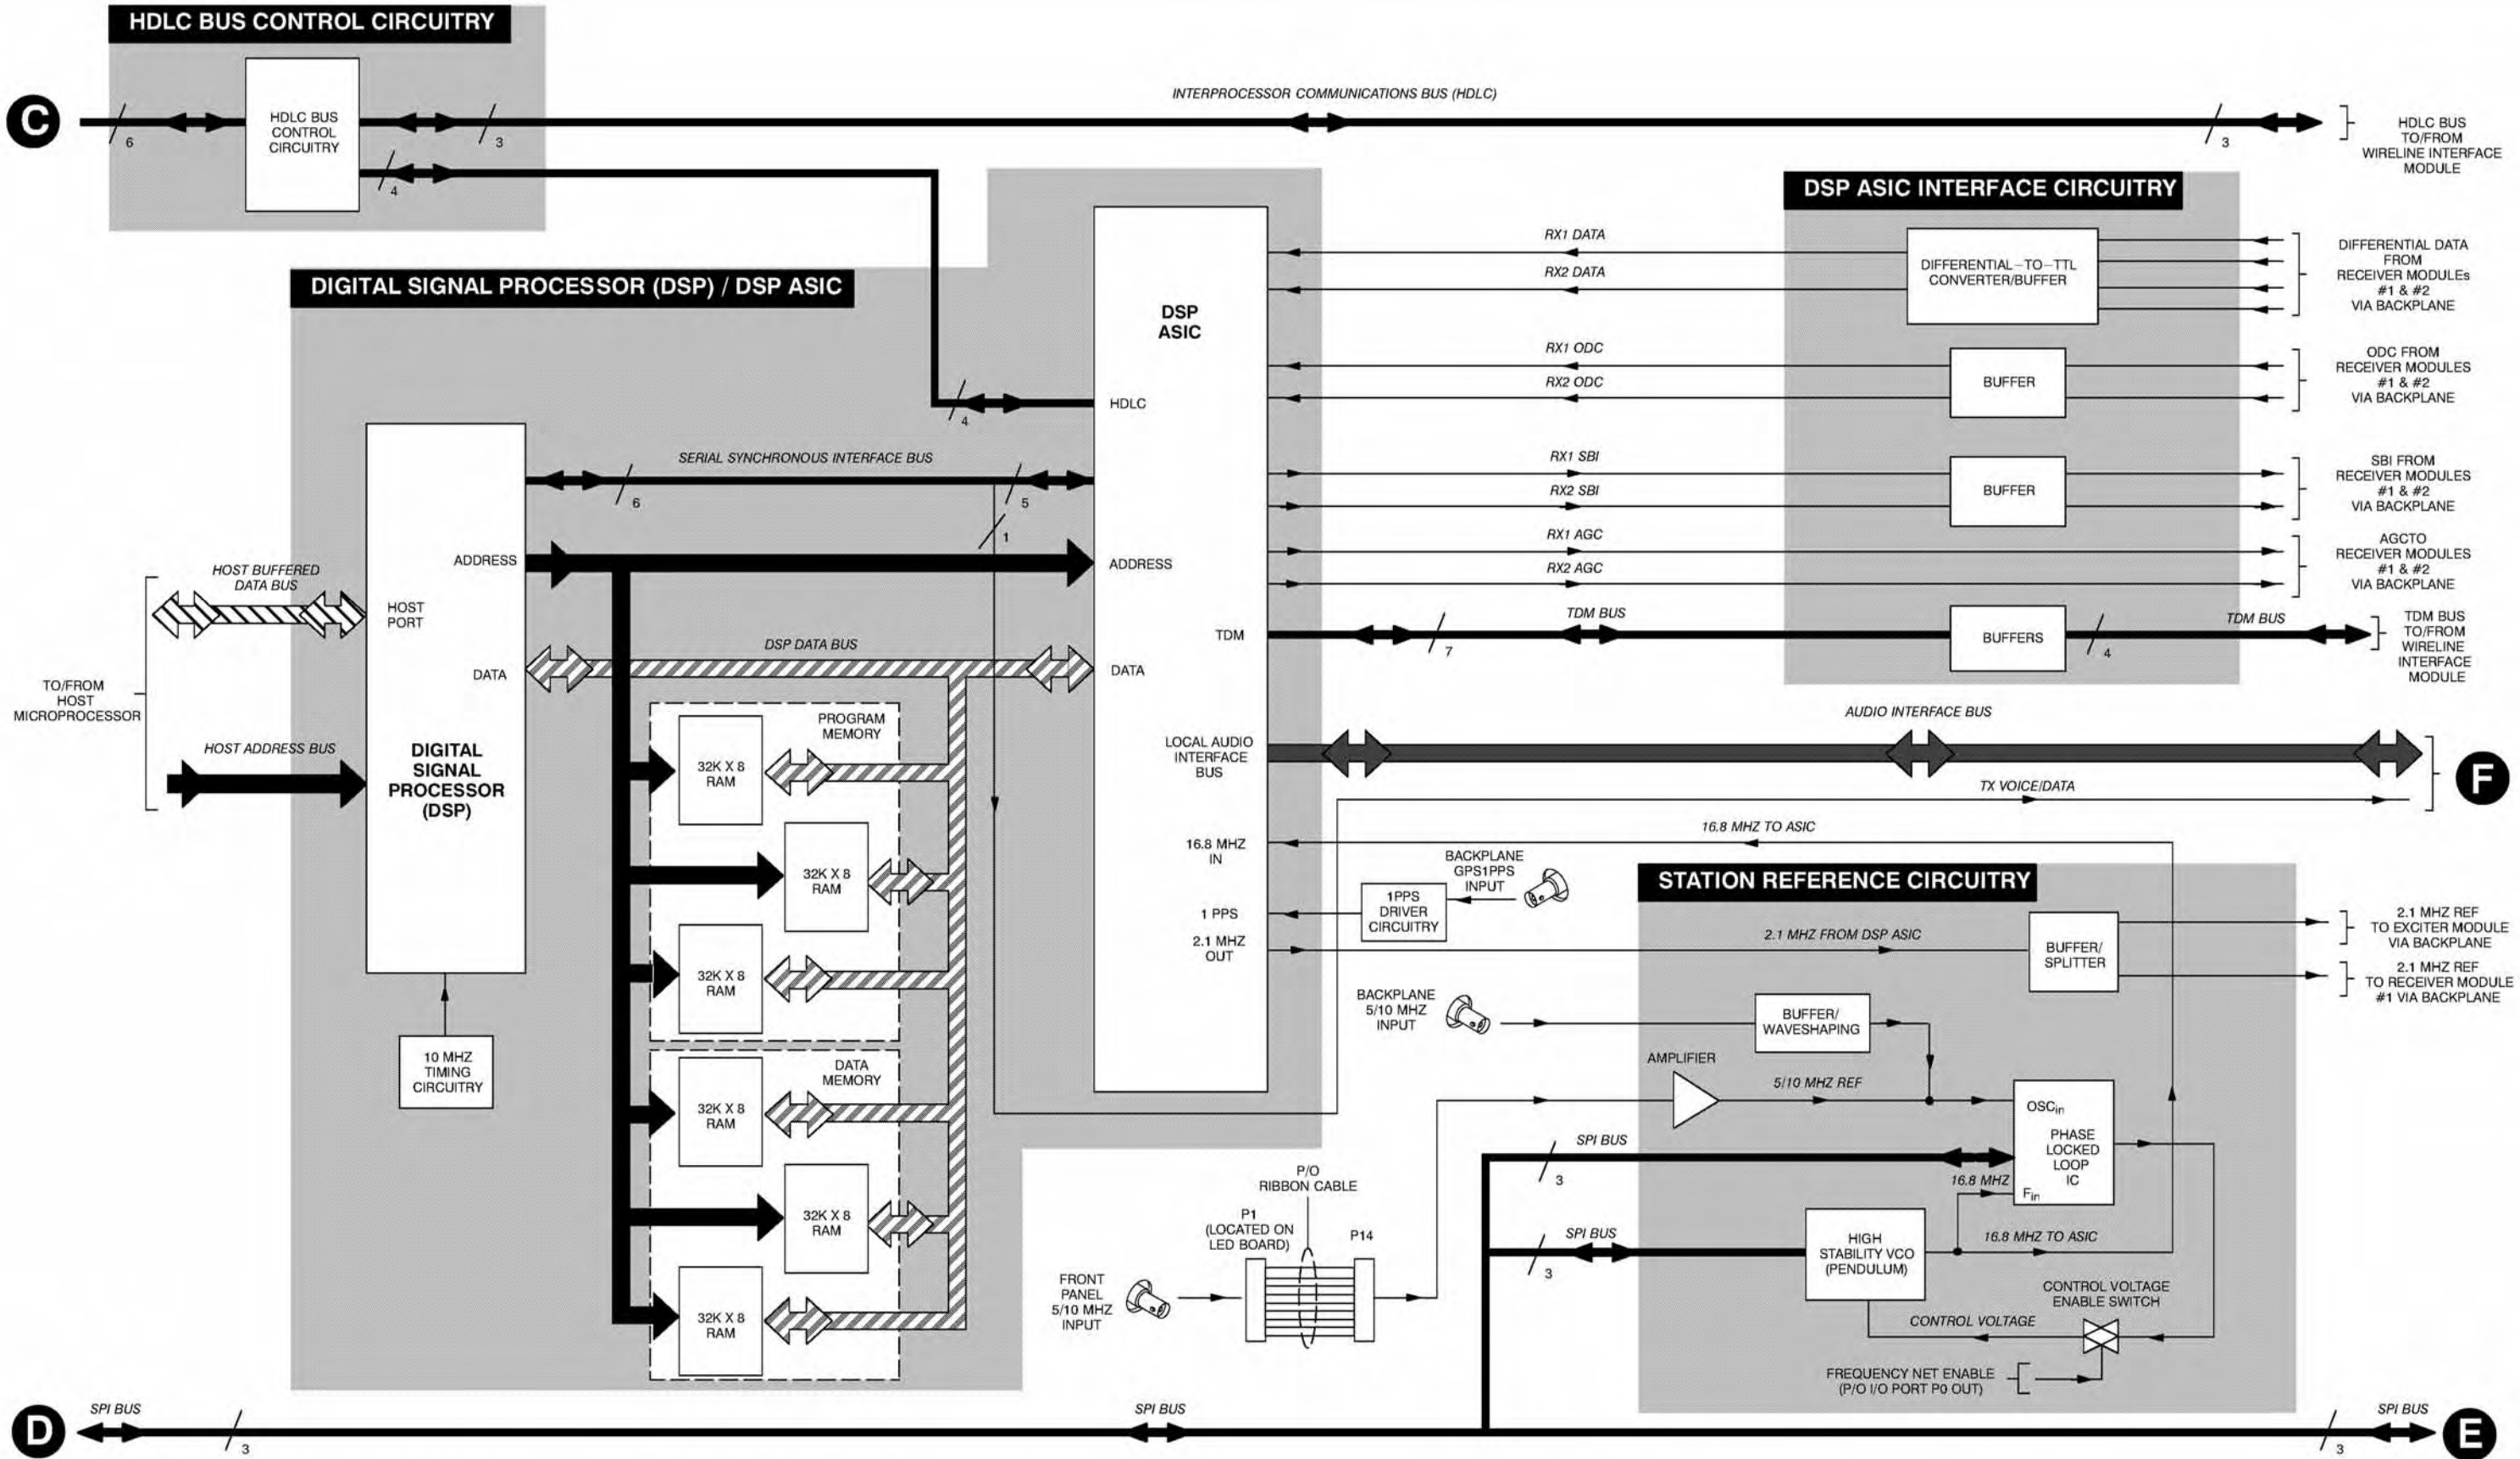 HDLC BUS CONTROL CIRCUITRY
C
6
HDLC BUS
CONTROL
CIRCUITRY
3
4
INTERPROCESSOR COMMUNICATIONS BUS (HDLC)
3
HDLC BUS
TO/FROM
WIRELINE INTERFACE
MODULE
DIGITAL SIGNAL PROCESSOR (DSP) / DSP ASIC
DSP
ASIC
HDLC
4
SERIAL SYNCHRONOUS INTERFACE BUS
6
5
1
ADDRESS
ADDRESS
HOST BUFFERED
DATA BUS
HOST
PORT
DSP DATA BUS
DATA
DATA
TO/FROM
HOST
MICROPROCESSOR
HOST ADDRESS BUS
DIGITAL
SIGNAL
PROCESSOR
(DSP)
10 MHZ
TIMING
CIRCUITRY
PROGRAM
MEMORY
32K X 8
RAM
32K X 8
RAM
32K X 8
RAM
DATA
MEMORY
32K X 8
RAM
32K X 8
RAM
32K X 8
RAM
TDM
LOCAL AUDIO
INTERFACE
BUS
16.8 MHZ
IN
1 PPS
2.1 MHZ
OUT
DSP ASIC INTERFACE CIRCUITRY
RX1 DATA
RX2 DATA
DIFFERENTIAL–TO–TTL
CONVERTER/BUFFER
DIFFERENTIAL DATA
FROM
RECEIVER MODULEs
#1 & #2
VIA BACKPLANE
RX1 ODC
RX2 ODC
BUFFER
ODC FROM
RECEIVER MODULES
#1 & #2
VIA BACKPLANE
RX1 SBI
RX2 SBI
BUFFER
SBI FROM
RECEIVER MODULES
#1 & #2
VIA BACKPLANE
RX1 AGC
RX2 AGC
AGCTO
RECEIVER MODULES
#1 & #2
VIA BACKPLANE
TDM BUS
7
BUFFERS
4
TDM BUS
TDM BUS
TO/FROM
WIRELINE
INTERFACE
MODULE
AUDIO INTERFACE BUS
TX VOICE/DATA
F
16.8 MHZ TO ASIC
BACKPLANE
GPS1PPS
INPUT
1PPS
DRIVER
CIRCUITRY
STATION REFERENCE CIRCUITRY
2.1 MHZ FROM DSP ASIC
BUFFER/
SPLITTER
2.1 MHZ REF
TO EXCITER MODULE
VIA BACKPLANE
2.1 MHZ REF
TO RECEIVER MODULE
#1 VIA BACKPLANE
BACKPLANE
5/10 MHZ
INPUT
BUFFER/
WAVESHAPING
AMPLIFIER
5/10 MHZ REF
OSCin
PHASE
LOCKED
LOOP
IC
Fin
SPI BUS
3
16.8 MHZ
SPI BUS
3
HIGH
STABILITY VCO
(PENDULUM)
16.8 MHZ TO ASIC
CONTROL VOLTAGE
ENABLE SWITCH
CONTROL VOLTAGE
FREQUENCY NET ENABLE
(P/O I/O PORT P0 OUT)
P/O
RIBBON CABLE
P1
(LOCATED ON
LED BOARD)
P14
FRONT
PANEL
5/10 MHZ
INPUT
D
SPI BUS
3
SPI BUS
3
SPI BUS
E